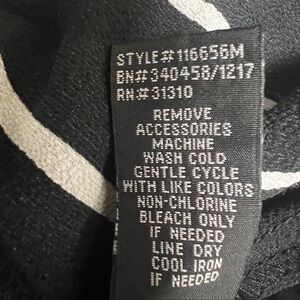 STYLE#116656M
BN#340458/1217
RN#31310
REMOVE
ACCESSORIES
MACHINE
WASH COLD
GENTLE CYCLE
WITH LIKE COLORS
NON-CHLORINE
BLEACH ONLY
IF NEEDED
LINE DRY
COOL IRON
IF NEEDED